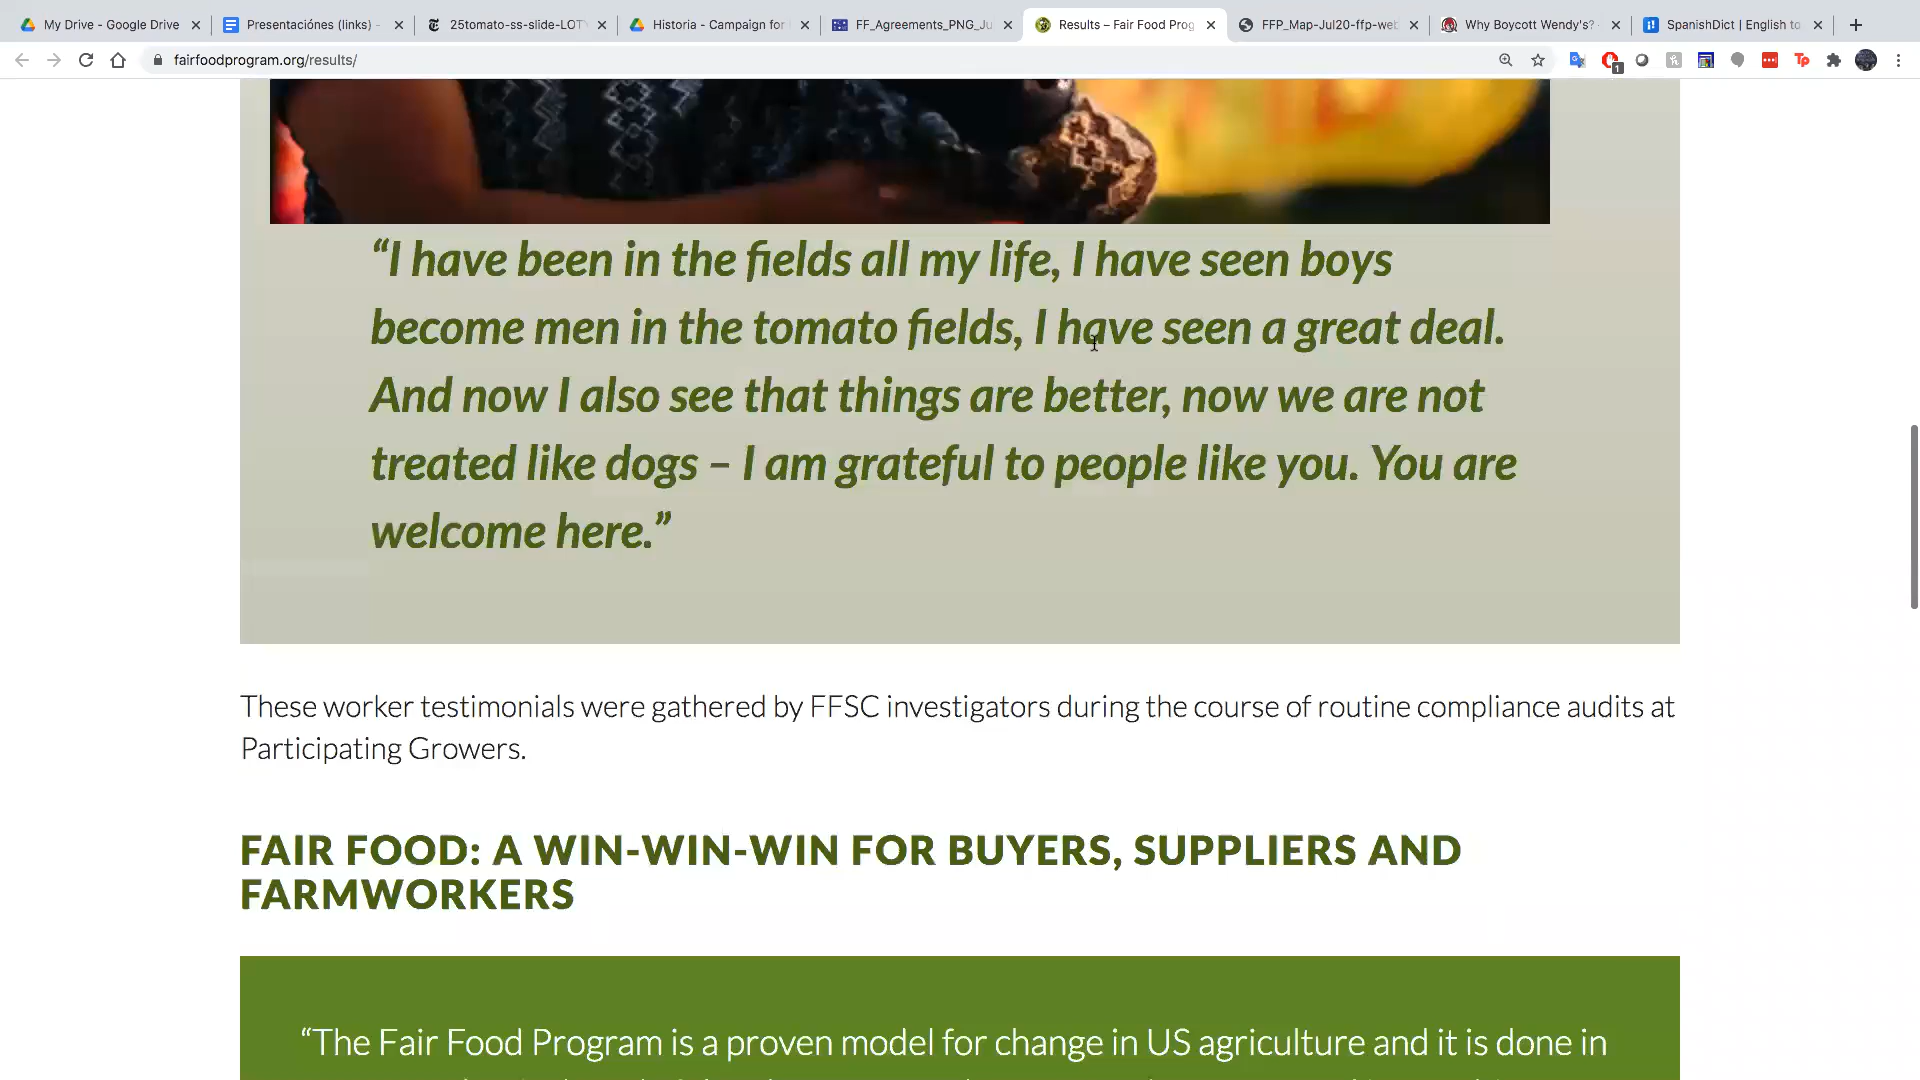 My Drive - Google Drive
Presentaciónes (links) -
25tomato-ss-slide-LOT
Historia - Campaign for
FF_Agreements_PNG_Ju
Results – Fair Food Prog
FFP_Map-Jul20-ffp-web
Why Boycott Wendy's?
SpanishDict | English to
fairfoodprogram.org/results/
“I have been in the fields all my life, I have seen boys
become men in the tomato fields, I have seen a great deal.
And now I also see that things are better, now we are not
treated like dogs – I am grateful to people like you. You are
welcome here.”
These worker testimonials were gathered by FFSC investigators during the course of routine compliance audits at
Participating Growers.
FAIR FOOD: A WIN-WIN-WIN FOR BUYERS, SUPPLIERS AND
FARMWORKERS
“The Fair Food Program is a proven model for change in US agriculture and it is done in